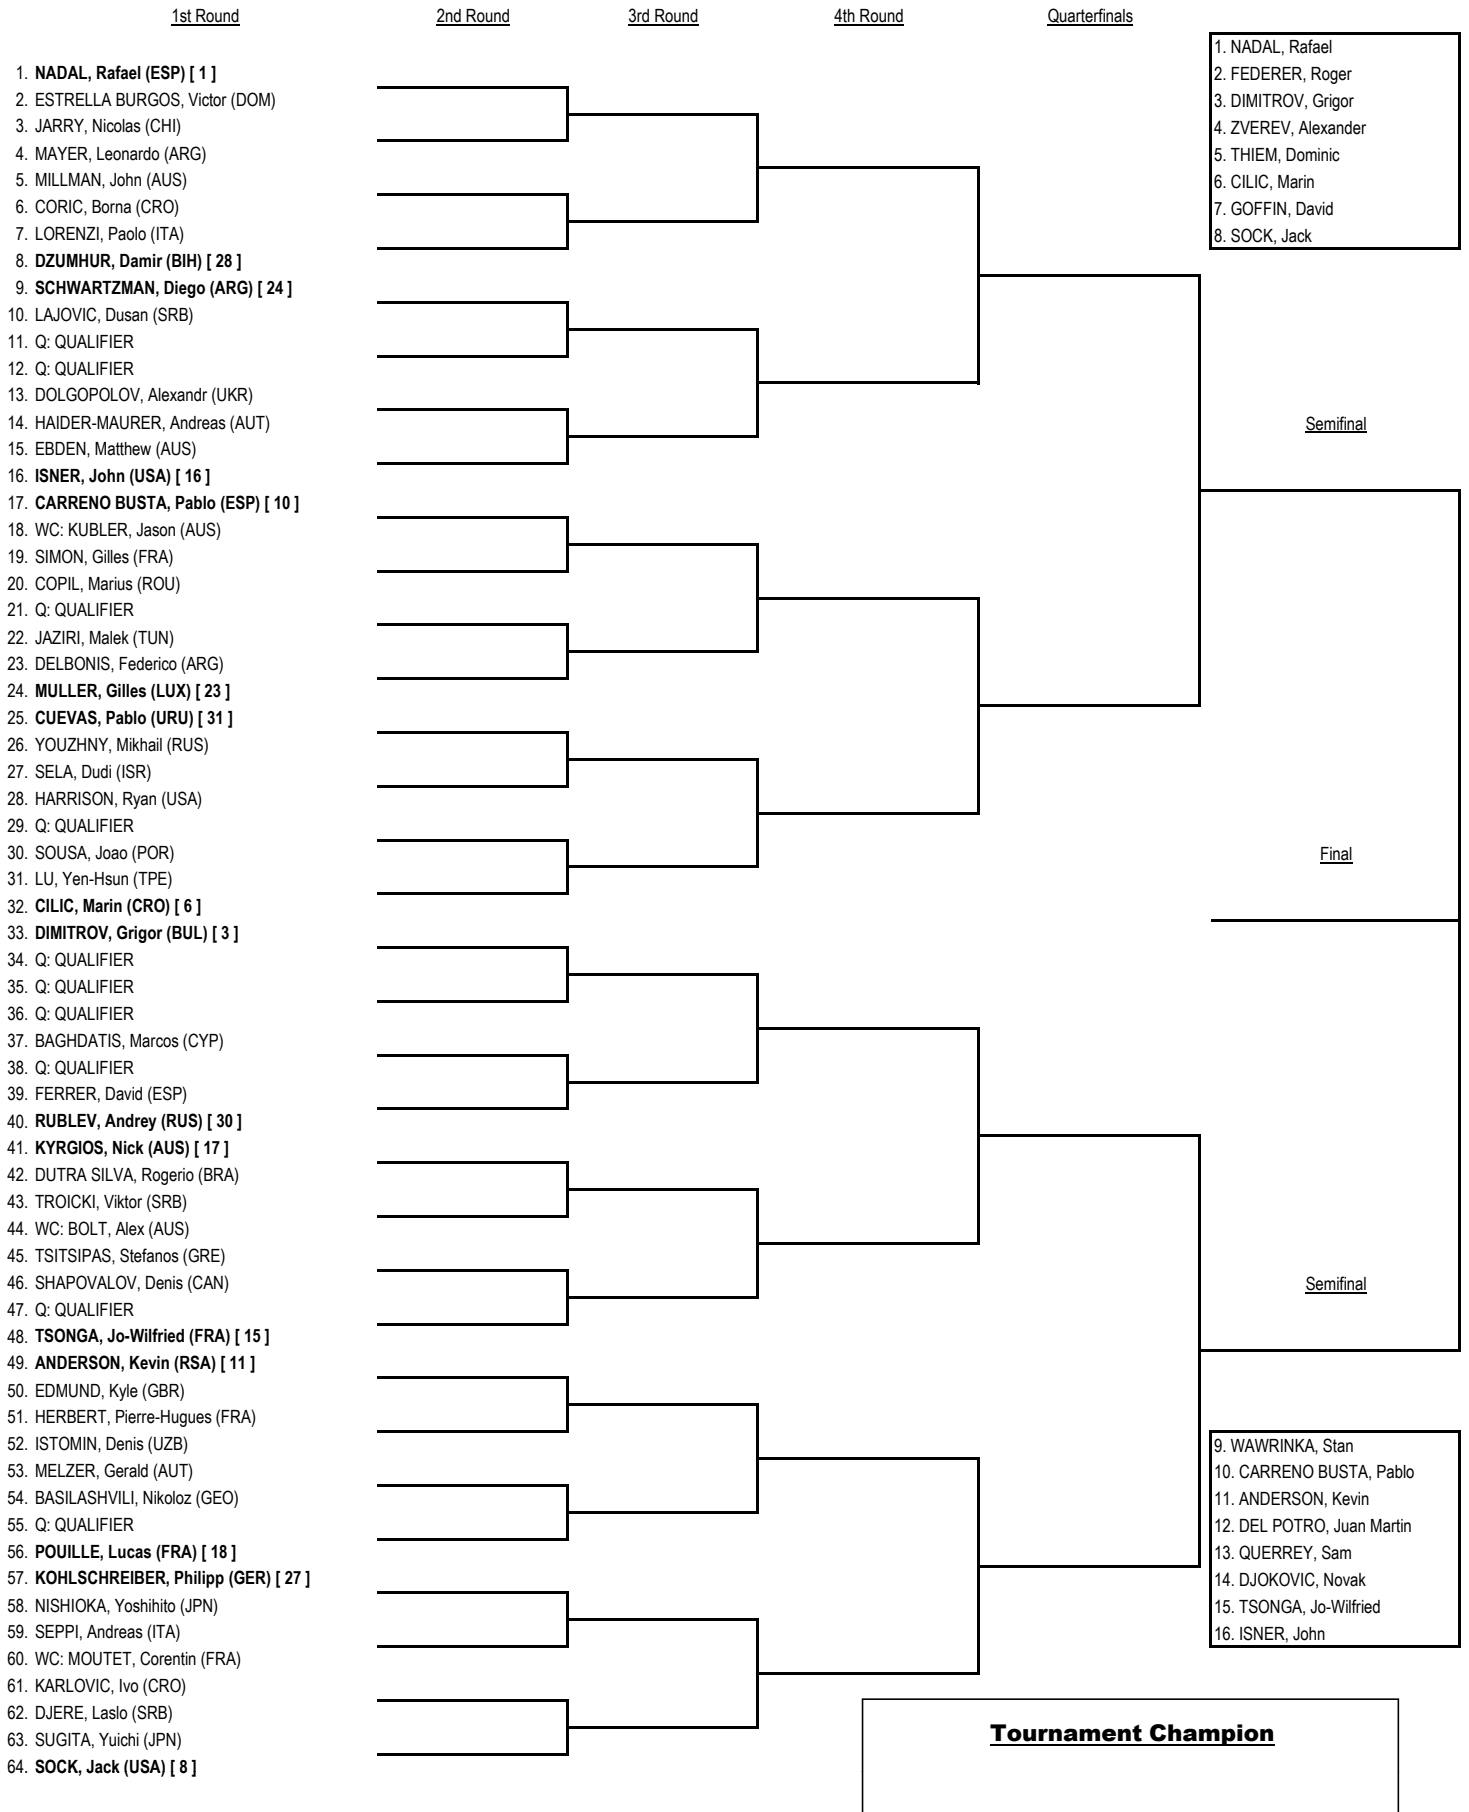 1st Round
2nd Round
3rd Round
4th Round
Quarterfinals
1. NADAL, Rafael
2. FEDERER, Roger
3. DIMITROV, Grigor
4. ZVEREV, Alexander
5. THIEM, Dominic
6. CILIC, Marin
7. GOFFIN, David
8. SOCK, Jack
1. NADAL, Rafael (ESP) [ 1 ]
2. ESTRELLA BURGOS, Victor (DOM)
3. JARRY, Nicolas (CHI)
4. MAYER, Leonardo (ARG)
5. MILLMAN, John (AUS)
6. CORIC, Borna (CRO)
7. LORENZI, Paolo (ITA)
8. DZUMHUR, Damir (BIH) [ 28 ]
9. SCHWARTZMAN, Diego (ARG) [ 24 ]
10. LAJOVIC, Dusan (SRB)
11. Q: QUALIFIER
12. Q: QUALIFIER
13. DOLGOPOLOV, Alexandr (UKR)
14. HAIDER-MAURER, Andreas (AUT)
15. EBDEN, Matthew (AUS)
16. ISNER, John (USA) [ 16 ]
17. CARRENO BUSTA, Pablo (ESP) [ 10 ]
18. WC: KUBLER, Jason (AUS)
19. SIMON, Gilles (FRA)
20. COPIL, Marius (ROU)
21. Q: QUALIFIER
22. JAZIRI, Malek (TUN)
23. DELBONIS, Federico (ARG)
24. MULLER, Gilles (LUX) [ 23 ]
25. CUEVAS, Pablo (URU) [ 31 ]
26. YOUZHNY, Mikhail (RUS)
27. SELA, Dudi (ISR)
28. HARRISON, Ryan (USA)
29. Q: QUALIFIER
30. SOUSA, Joao (POR)
31. LU, Yen-Hsun (TPE)
32. CILIC, Marin (CRO) [ 6 ]
33. DIMITROV, Grigor (BUL) [ 3 ]
34. Q: QUALIFIER
35. Q: QUALIFIER
36. Q: QUALIFIER
37. BAGHDATIS, Marcos (CYP)
38. Q: QUALIFIER
39. FERRER, David (ESP)
40. RUBLEV, Andrey (RUS) [ 30 ]
41. KYRGIOS, Nick (AUS) [ 17 ]
42. DUTRA SILVA, Rogerio (BRA)
43. TROICKI, Viktor (SRB)
44. WC: BOLT, Alex (AUS)
45. TSITSIPAS, Stefanos (GRE)
46. SHAPOVALOV, Denis (CAN)
47. Q: QUALIFIER
48. TSONGA, Jo-Wilfried (FRA) [ 15 ]
49. ANDERSON, Kevin (RSA) [ 11 ]
50. EDMUND, Kyle (GBR)
51. HERBERT, Pierre-Hugues (FRA)
52. ISTOMIN, Denis (UZB)
53. MELZER, Gerald (AUT)
54. BASILASHVILI, Nikoloz (GEO)
55. Q: QUALIFIER
56. POUILLE, Lucas (FRA) [ 18 ]
57. KOHLSCHREIBER, Philipp (GER) [ 27 ]
58. NISHIOKA, Yoshihito (JPN)
59. SEPPI, Andreas (ITA)
60. WC: MOUTET, Corentin (FRA)
61. KARLOVIC, Ivo (CRO)
62. DJERE, Laslo (SRB)
63. SUGITA, Yuichi (JPN)
64. SOCK, Jack (USA) [ 8 ]
Semifinal
Final
Semifinal
9. WAWRINKA, Stan
10. CARRENO BUSTA, Pablo
11. ANDERSON, Kevin
12. DEL POTRO, Juan Martin
13. QUERREY, Sam
14. DJOKOVIC, Novak
15. TSONGA, Jo-Wilfried
16. ISNER, John
Tournament Champion